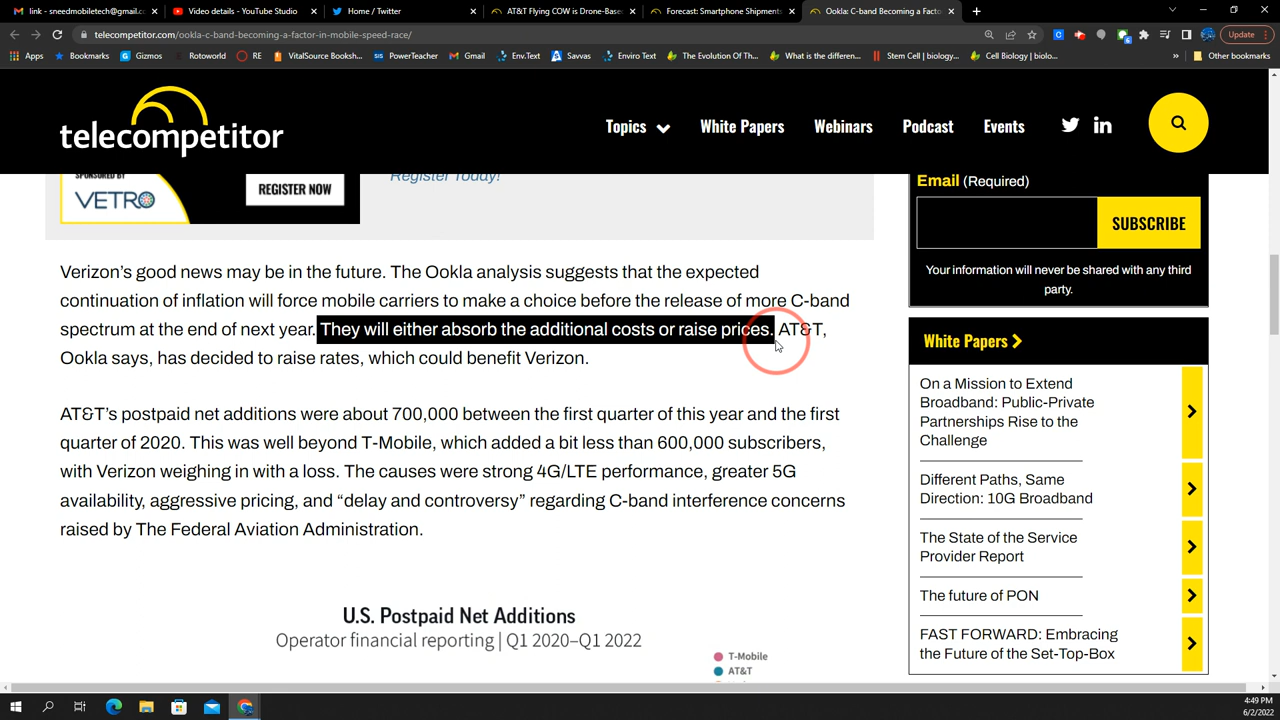 link - sneedmobiletech@gmail.c
Video details - YouTube Studio
Home / Twitter
AT&T Flying COW is Drone-Base
Forecast: Smartphone Shipments
Ookla: C-band Becoming a Facto
telecompetitor.com/ookla-c-band-becoming-a-factor-in-mobile-speed-race/
Update
Apps
Bookmarks
Gizmos
Rotoworld
RE
VitalSource Booksh...
PowerTeacher
Gmail
Env.Text
Savvas
Enviro Text
The Evolution Of Th...
What is the differen...
Stem Cell | biology...
Cell Biology | biolo...
»
Other bookmarks
telecompetitor
Topics
White Papers
Webinars
Podcast
Events
SPONSORED BY
VETRO
REGISTER NOW
Register Today!
Email (Required)
SUBSCRIBE
Your information will never be shared with any third
party.
Verizon's good news may be in the future. The Ookla analysis suggests that the expected
continuation of inflation will force mobile carriers to make a choice before the release of more C-band
spectrum at the end of next year. They will either absorb the additional costs or raise prices. AT&T,
Ookla says, has decided to raise rates, which could benefit Verizon.
AT&T's postpaid net additions were about 700,000 between the first quarter of this year and the first
quarter of 2020. This was well beyond T-Mobile, which added a bit less than 600,000 subscribers,
with Verizon weighing in with a loss. The causes were strong 4G/LTE performance, greater 5G
availability, aggressive pricing, and “delay and controversy” regarding C-band interference concerns
raised by The Federal Aviation Administration.
White Papers
On a Mission to Extend
Broadband: Public-Private
Partnerships Rise to the
Challenge
Different Paths, Same
Direction: 10G Broadband
The State of the Service
Provider Report
The future of PON
FAST FORWARD: Embracing
the Future of the Set-Top-Box
U.S. Postpaid Net Additions
Operator financial reporting | Q1 2020–Q1 2022
T-Mobile
AT&T
4:49 PM
6/2/2022